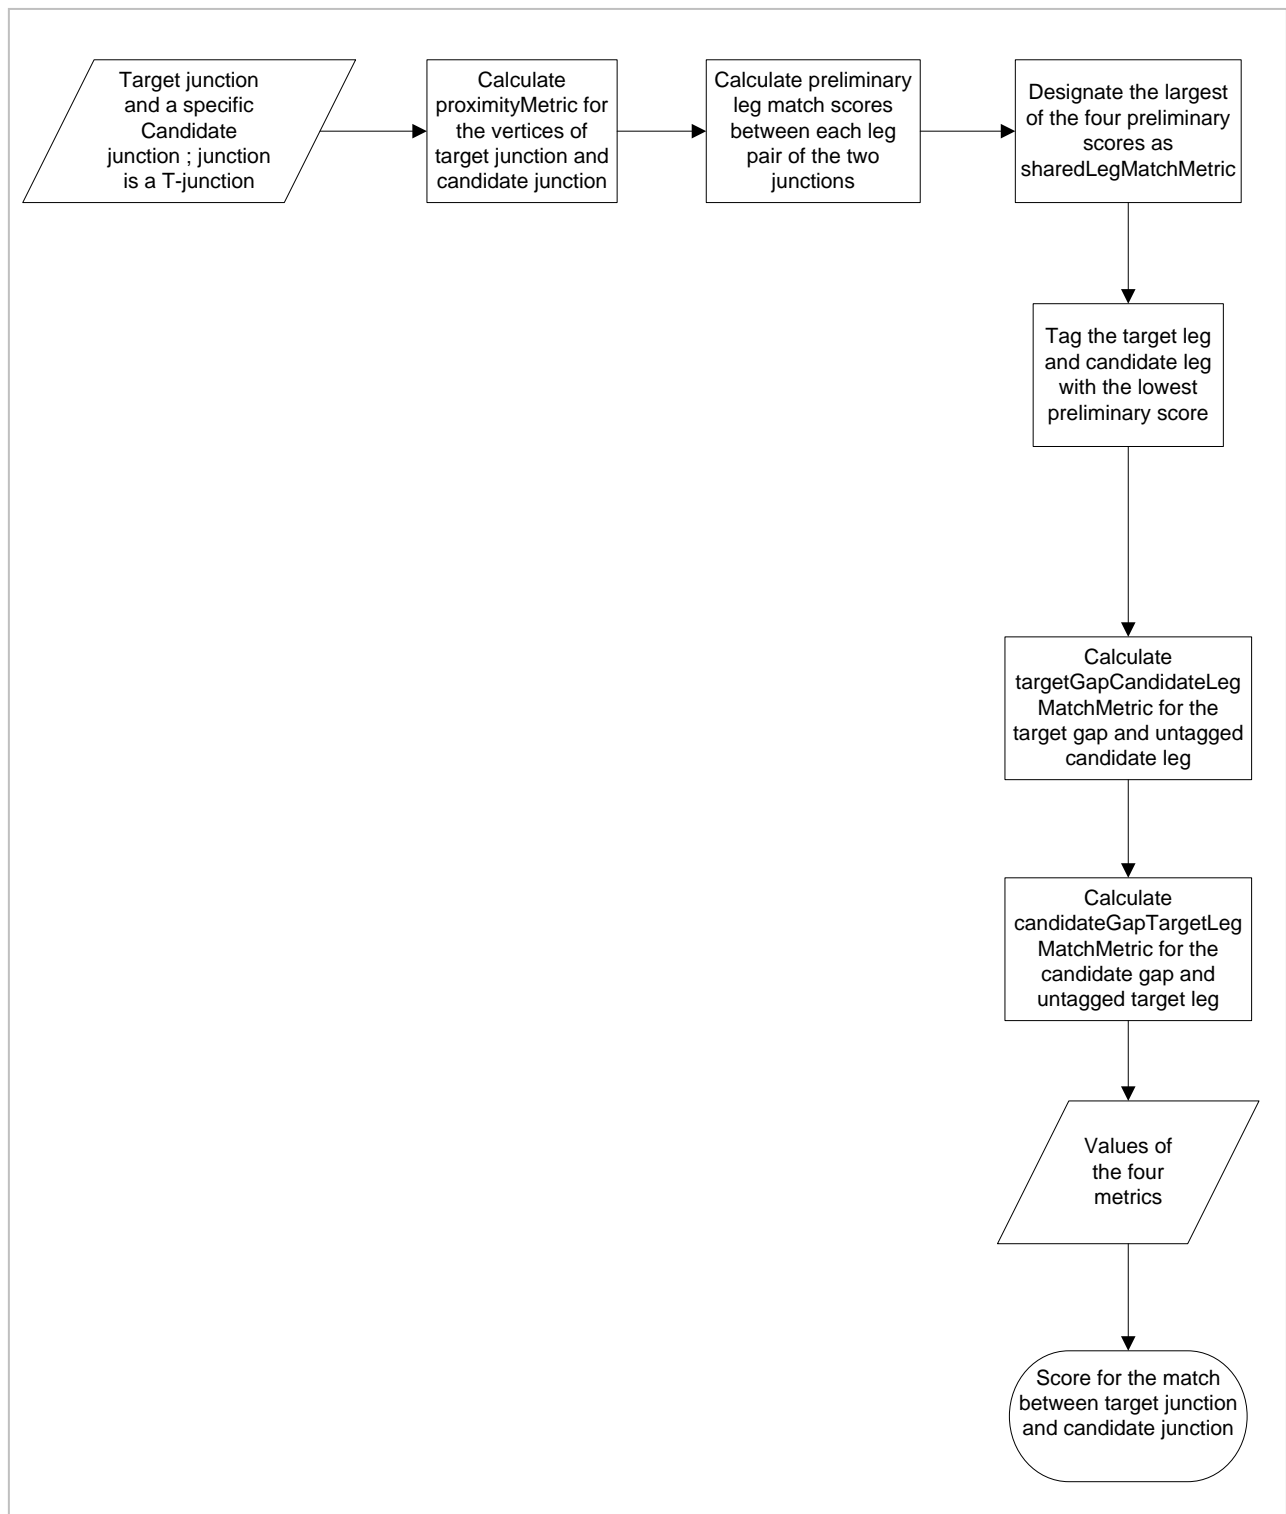 Target junction
and a specific
Candidate
junction ; junction
is a T-junction
Calculate
proximityMetric for
the vertices of
target junction and
candidate junction
Calculate preliminary
leg match scores
between each leg
pair of the two
junctions
Designate the largest
of the four preliminary
scores as
sharedLegMatchMetric
Tag the target leg
and candidate leg
with the lowest
preliminary score
Calculate
targetGapCandidateLeg
MatchMetric for the
target gap and untagged
candidate leg
Calculate
candidateGapTargetLeg
MatchMetric for the
candidate gap and
untagged target leg
Values of
the four
metrics
Score for the match
between target junction
and candidate junction